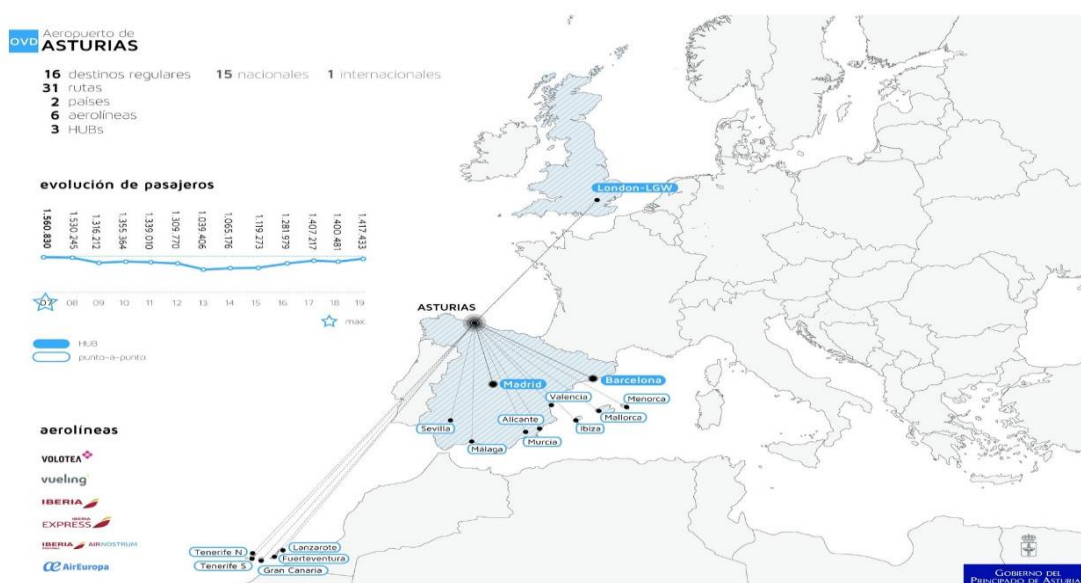 OVD Aeropuerto de
ASTURIAS
16 destinos regulares 15 nacionales 1 internacionales
31 rutas
2 países
6 aerolíneas
3 HUBs
evolución de pasajeros
1.560.830 1.530.245 1.316.212 1.355.364 1.339.010 1.309.770 1.039.406 1.065.176 1.119.273 1.281.979 1.407.217 1.400.481 1.417.433
07 08 09 10 11 12 13 14 15 16 17 18 19
max
HUB
punto-a-punto
London-LGW
ASTURIAS
Madrid
Barcelona
Valencia
Menorca
Mallorca
Alicante
Ibiza
Sevilla
Murcia
Málaga
aerolíneas
VOLOTEA
vueling
IBERIA
IBERIA
EXPRESS
IBERIA AIRNOSTRUM
AirEuropa
Tenerife N
Lanzarote
Fuerteventura
Tenerife S
Gran Canaria
GOBIERNO DEL
PRINCIPADO DE ASTURIAS